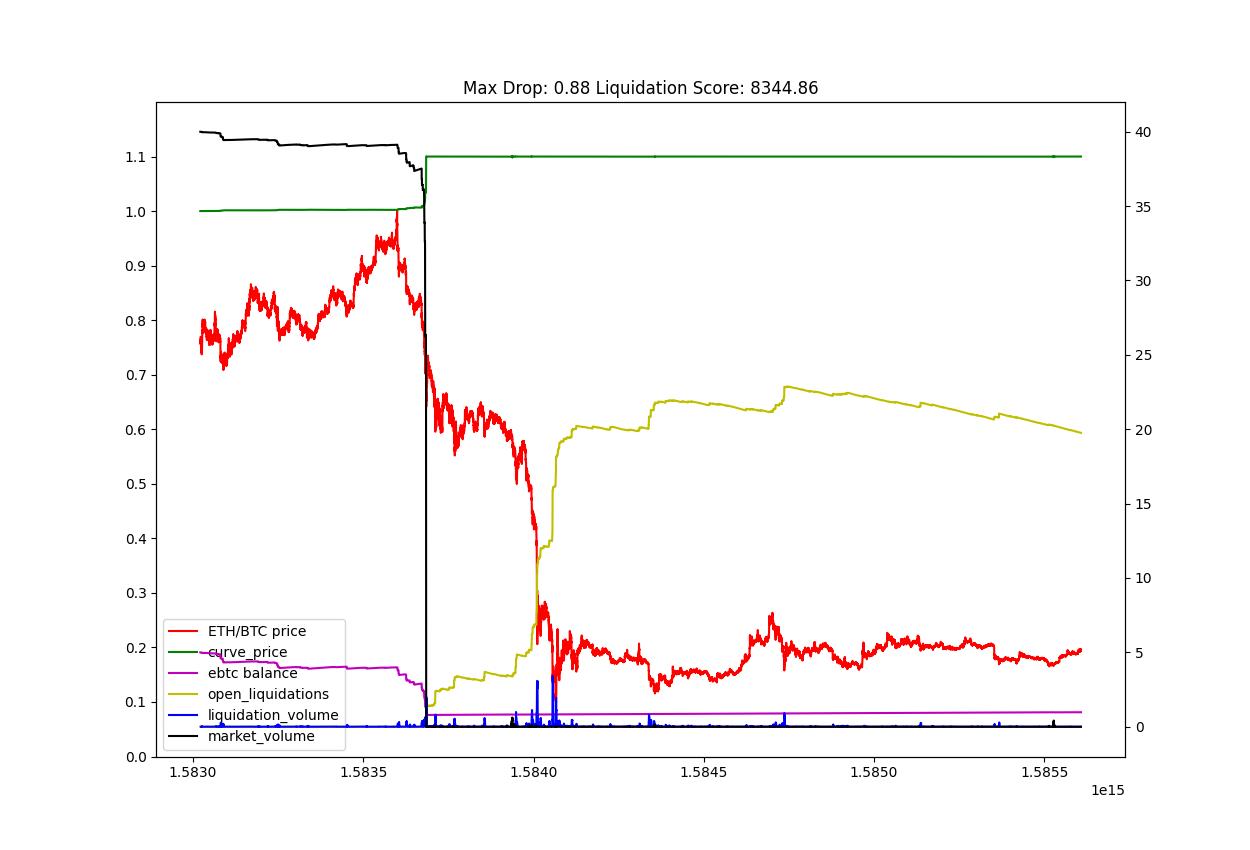 Max Drop: 0.88 Liquidation Score: 8344.86
1.1
1.0
0.9
0.8
0.7
0.6
0.5
0.4
0.3
0.2
0.1
0.0
40
35
30
25
20
15
10
5
0
ETH/BTC price
curve_price
ebtc balance
open_liquidations
liquidation_volume
market_volume
1.5830 1.5835 1.5840 1.5845 1.5850 1.5855
1e15